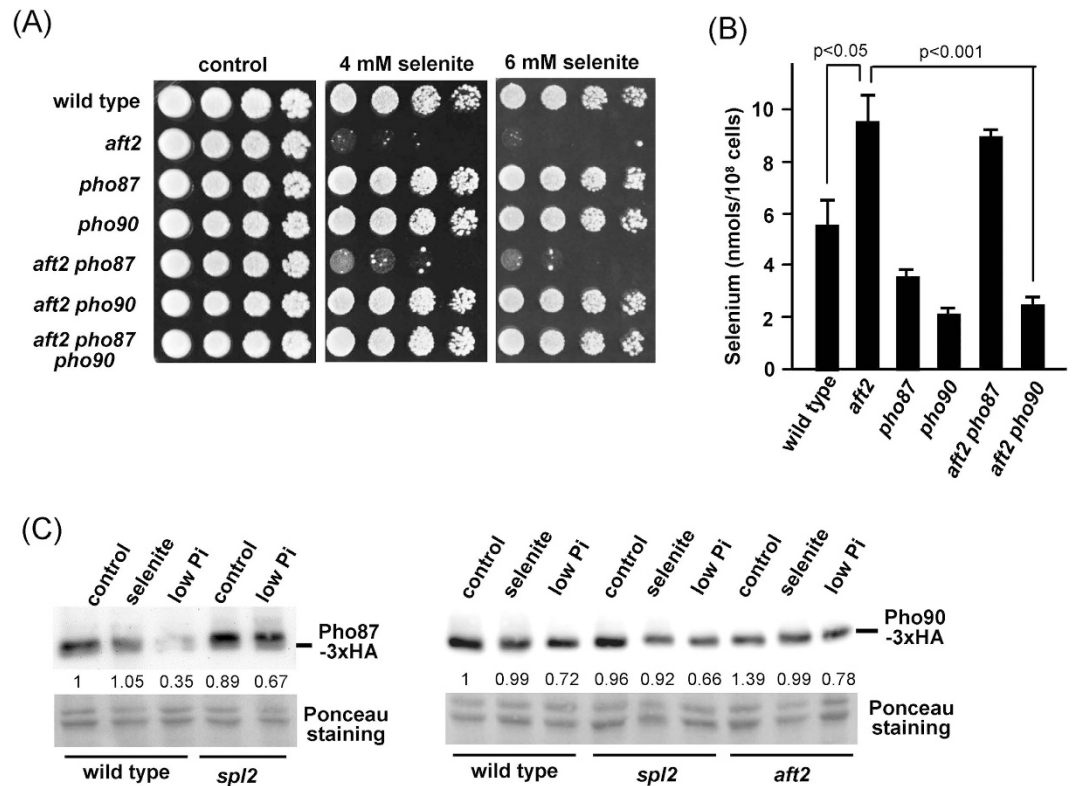 (A)
control
4 mM selenite
6 mM selenite
wild type
aft2
pho87
pho90
aft2 pho87
aft2 pho90
aft2 pho87
pho90
(B)
p<0.05
p<0.001
Selenium (nmols/10⁸ cells)
10
8
6
4
2
0
wild type
aft2
pho87
pho90
aft2 pho87
aft2 pho90
(C)
control
selenite
low Pi
control
low Pi
Pho87
-3xHA
1 1.05 0.35 0.89 0.67
Ponceau
staining
wild type
spl2
control
selenite
low Pi
control
selenite
low Pi
control
selenite
low Pi
Pho90
-3xHA
1 0.99 0.72 0.96 0.92 0.66 1.39 0.99 0.78
Ponceau
staining
wild type
spl2
aft2